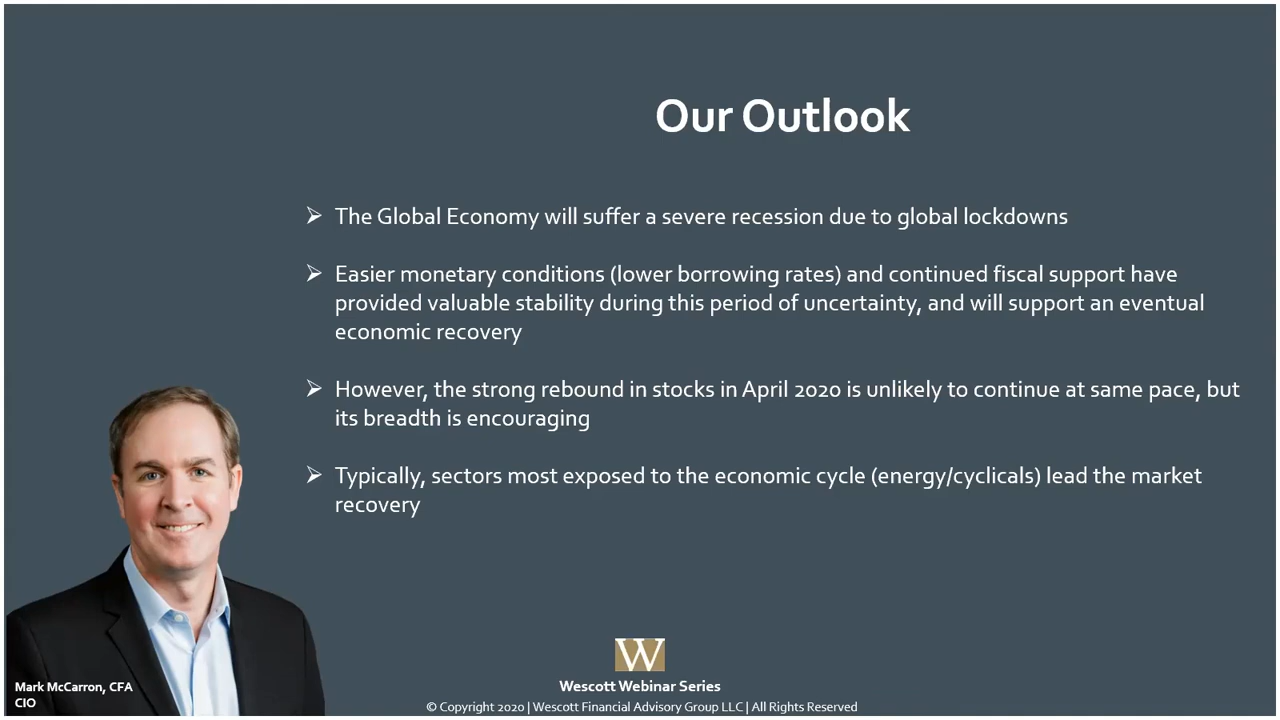 Our Outlook
➢ The Global Economy will suffer a severe recession due to global lockdowns
➢ Easier monetary conditions (lower borrowing rates) and continued fiscal support have
provided valuable stability during this period of uncertainty, and will support an eventual
economic recovery
➢ However, the strong rebound in stocks in April 2020 is unlikely to continue at same pace, but
its breadth is encouraging
➢ Typically, sectors most exposed to the economic cycle (energy/cyclicals) lead the market
recovery
Mark McCarron, CFA
CIO
W
Wescott Webinar Series
© Copyright 2020 | Wescott Financial Advisory Group LLC | All Rights Reserved